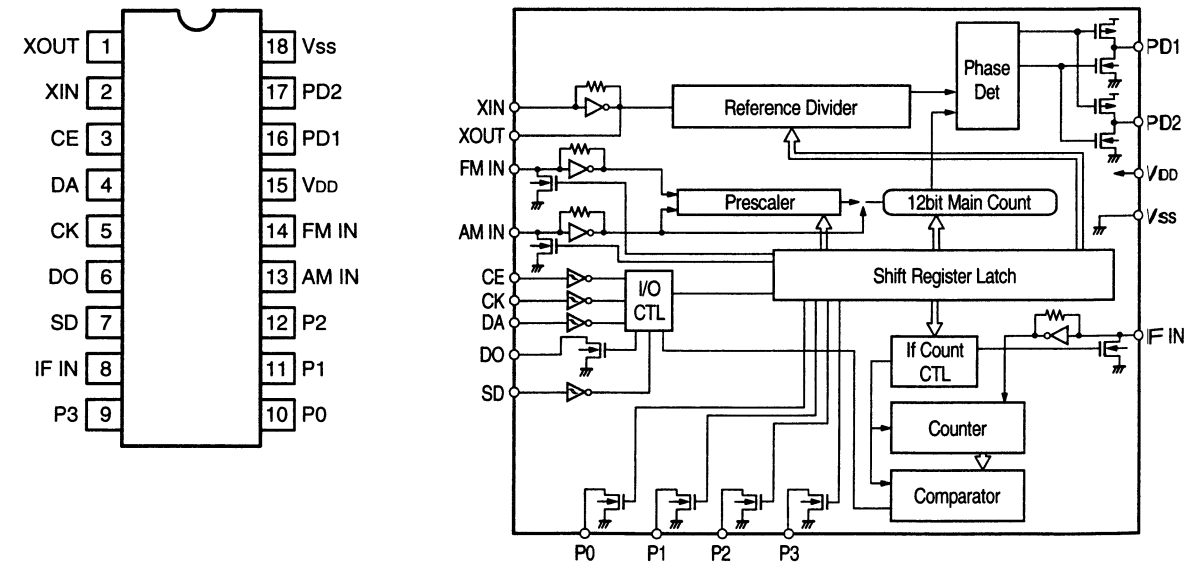 XOUT 1 18 Vss
XIN 2 17 PD2
CE 3 16 PD1
DA 4 15 VDD
CK 5 14 FM IN
DO 6 13 AM IN
SD 7 12 P2
IF IN 8 11 P1
P3 9 10 P0
XIN
XOUT
FM IN
AM IN
CE
CK
DA
DO
SD
Reference Divider
Phase
Det
Prescaler
12bit Main Count
Shift Register Latch
I/O
CTL
If Count
CTL
Counter
Comparator
PD1
PD2
VDD
Vss
IF IN
P0 P1 P2 P3